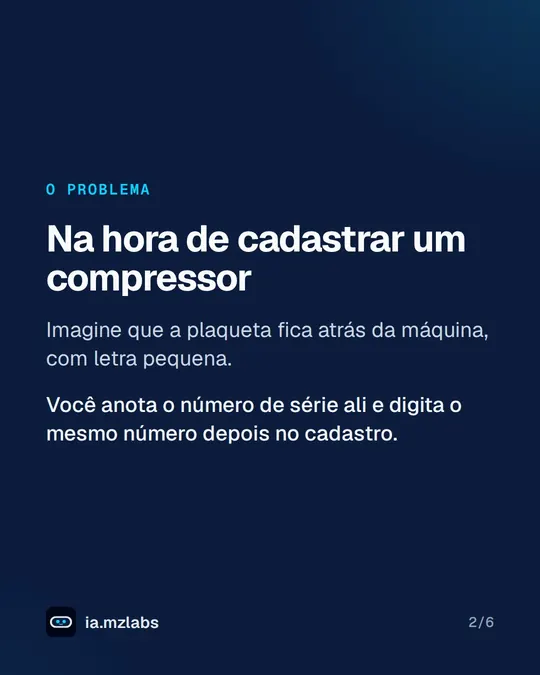 O PROBLEMA
Na hora de cadastrar um
compressor
Imagine que a plaqueta fica atrás da máquina,
com letra pequena.
Você anota o número de série ali e digita o
mesmo número depois no cadastro.
ia.mzlabs
2/6